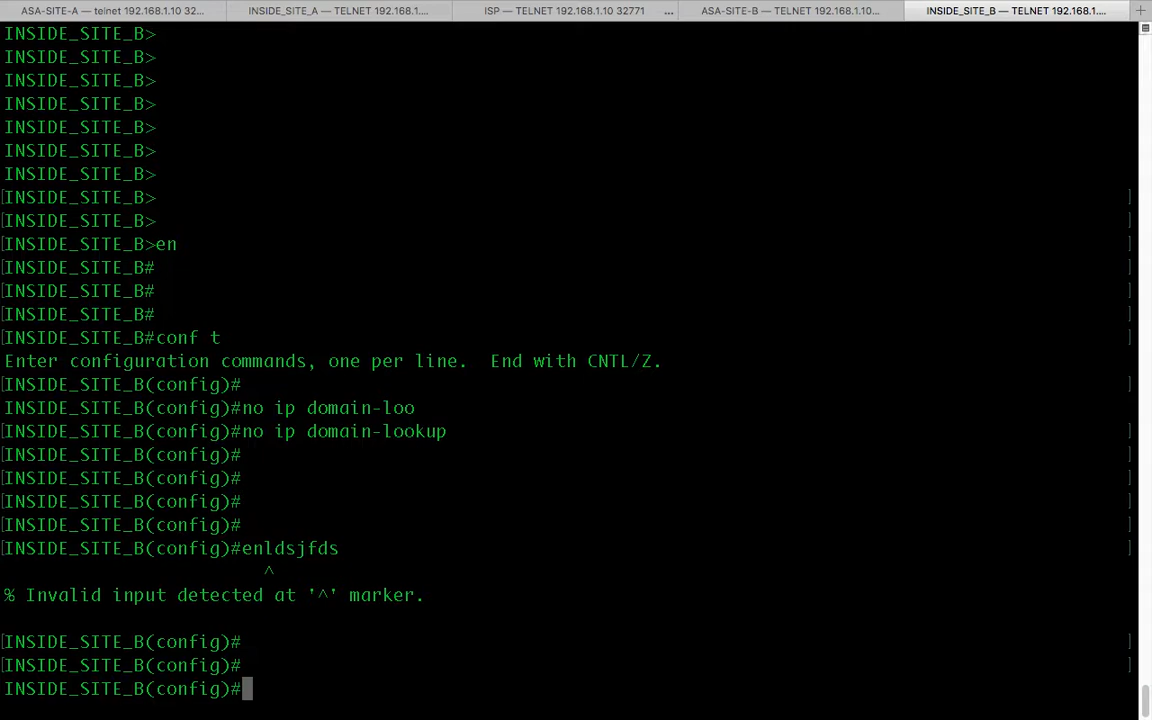 ASA-SITE-A — telnet 192.168.1.10 32...
INSIDE_SITE_A — TELNET 192.168.1....
ISP — TELNET 192.168.1.10 32771
...
ASA-SITE-B — TELNET 192.168.1.10...
INSIDE_SITE_B — TELNET 192.168.1....
+
INSIDE_SITE_B>
INSIDE_SITE_B>
INSIDE_SITE_B>
INSIDE_SITE_B>
INSIDE_SITE_B>
INSIDE_SITE_B>
INSIDE_SITE_B>
[INSIDE_SITE_B> ]
[INSIDE_SITE_B> ]
[INSIDE_SITE_B>en ]
[INSIDE_SITE_B# ]
[INSIDE_SITE_B# ]
[INSIDE_SITE_B# ]
[INSIDE_SITE_B#conf t ]
Enter configuration commands, one per line.  End with CNTL/Z.
[INSIDE_SITE_B(config)# ]
INSIDE_SITE_B(config)#no ip domain-loo
[INSIDE_SITE_B(config)#no ip domain-lookup ]
[INSIDE_SITE_B(config)# ]
[INSIDE_SITE_B(config)# ]
[INSIDE_SITE_B(config)# ]
[INSIDE_SITE_B(config)# ]
[INSIDE_SITE_B(config)#enldsjfds ]
^
% Invalid input detected at '^' marker.
[INSIDE_SITE_B(config)# ]
[INSIDE_SITE_B(config)# ]
INSIDE_SITE_B(config)#